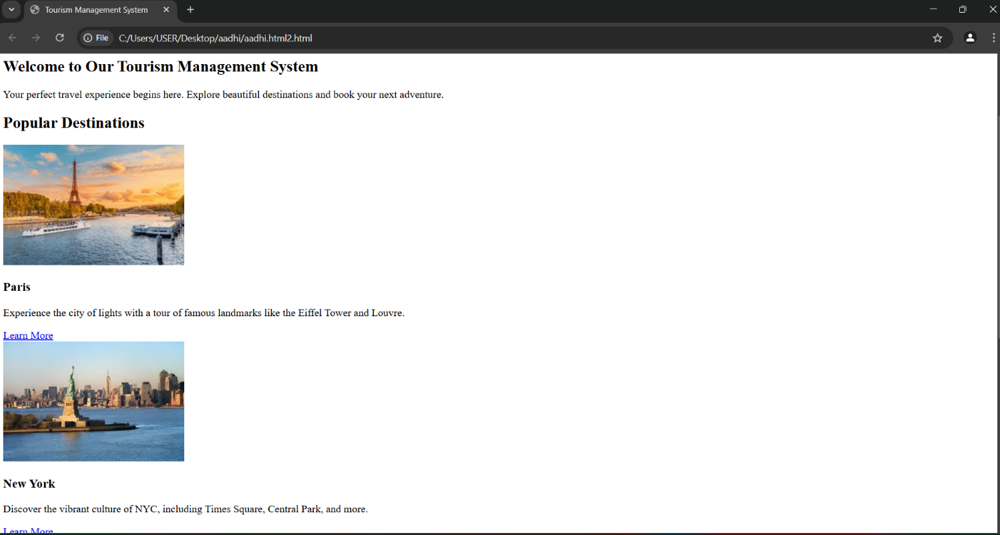 Tourism Management System
File C:/Users/USER/Desktop/aadhi/aadhi.html2.html
Welcome to Our Tourism Management System
Your perfect travel experience begins here. Explore beautiful destinations and book your next adventure.
Popular Destinations
Paris
Experience the city of lights with a tour of famous landmarks like the Eiffel Tower and Louvre.
Learn More
New York
Discover the vibrant culture of NYC, including Times Square, Central Park, and more.
Learn More